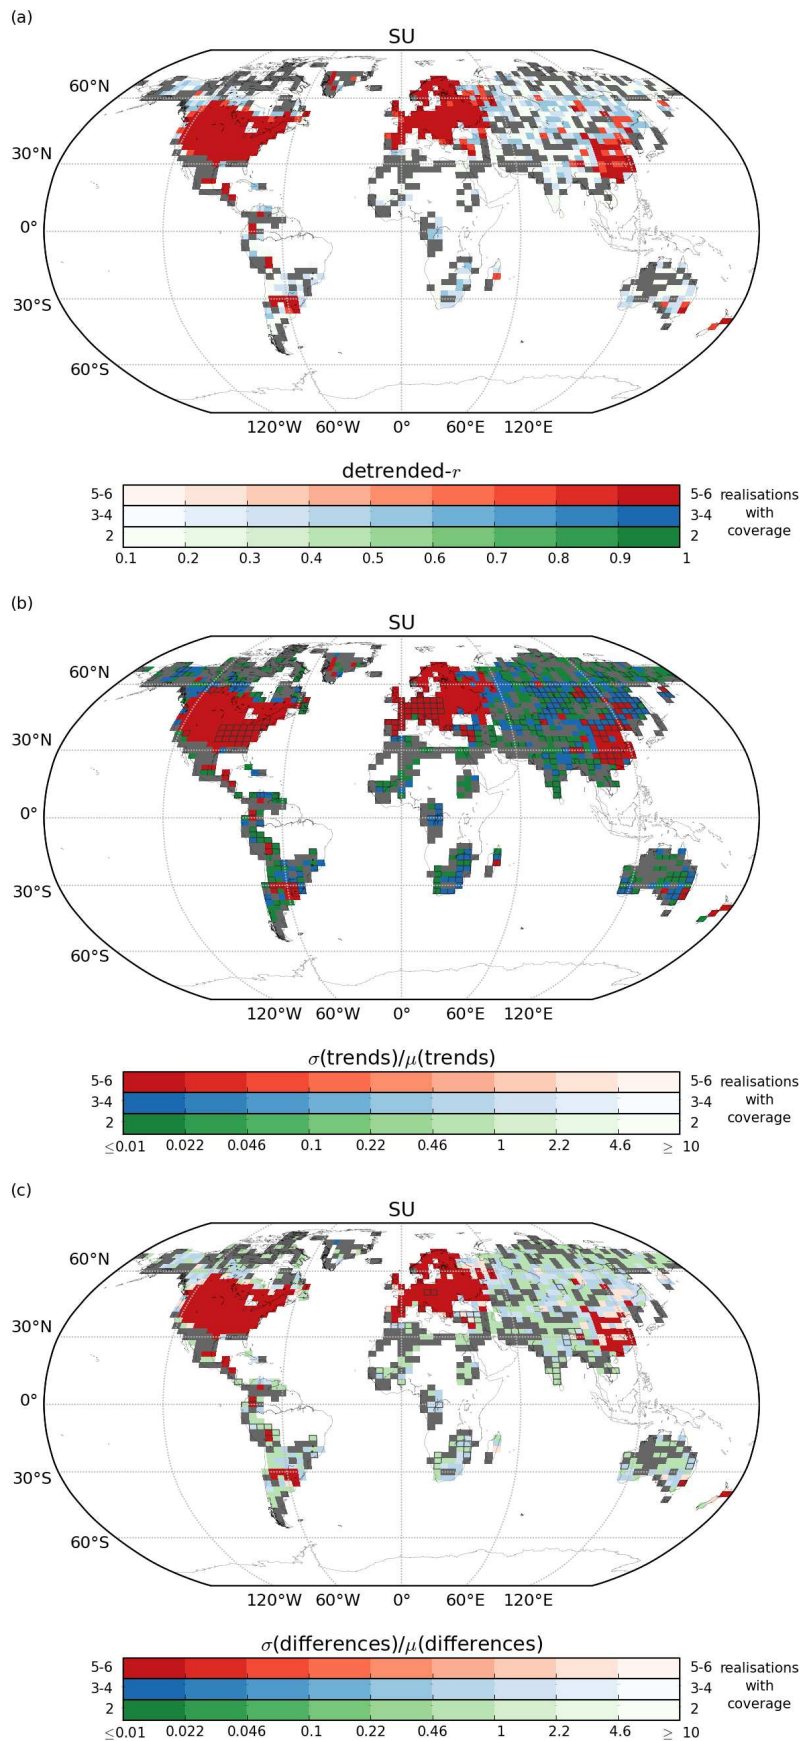 (a)
SU
60°N
30°N
0°
30°S
60°S
120°W 60°W 0° 60°E 120°E
detrended-r
5-6 5-6 realisations
3-4 3-4 with
2 2 coverage
0.1 0.2 0.3 0.4 0.5 0.6 0.7 0.8 0.9 1
(b)
SU
60°N
30°N
0°
30°S
60°S
120°W 60°W 0° 60°E 120°E
σ(trends)/μ(trends)
5-6 5-6 realisations
3-4 3-4 with
2 2 coverage
≤0.01 0.022 0.046 0.1 0.22 0.46 1 2.2 4.6 ≥ 10
(c)
SU
60°N
30°N
0°
30°S
60°S
120°W 60°W 0° 60°E 120°E
σ(differences)/μ(differences)
5-6 5-6 realisations
3-4 3-4 with
2 2 coverage
≤0.01 0.022 0.046 0.1 0.22 0.46 1 2.2 4.6 ≥ 10